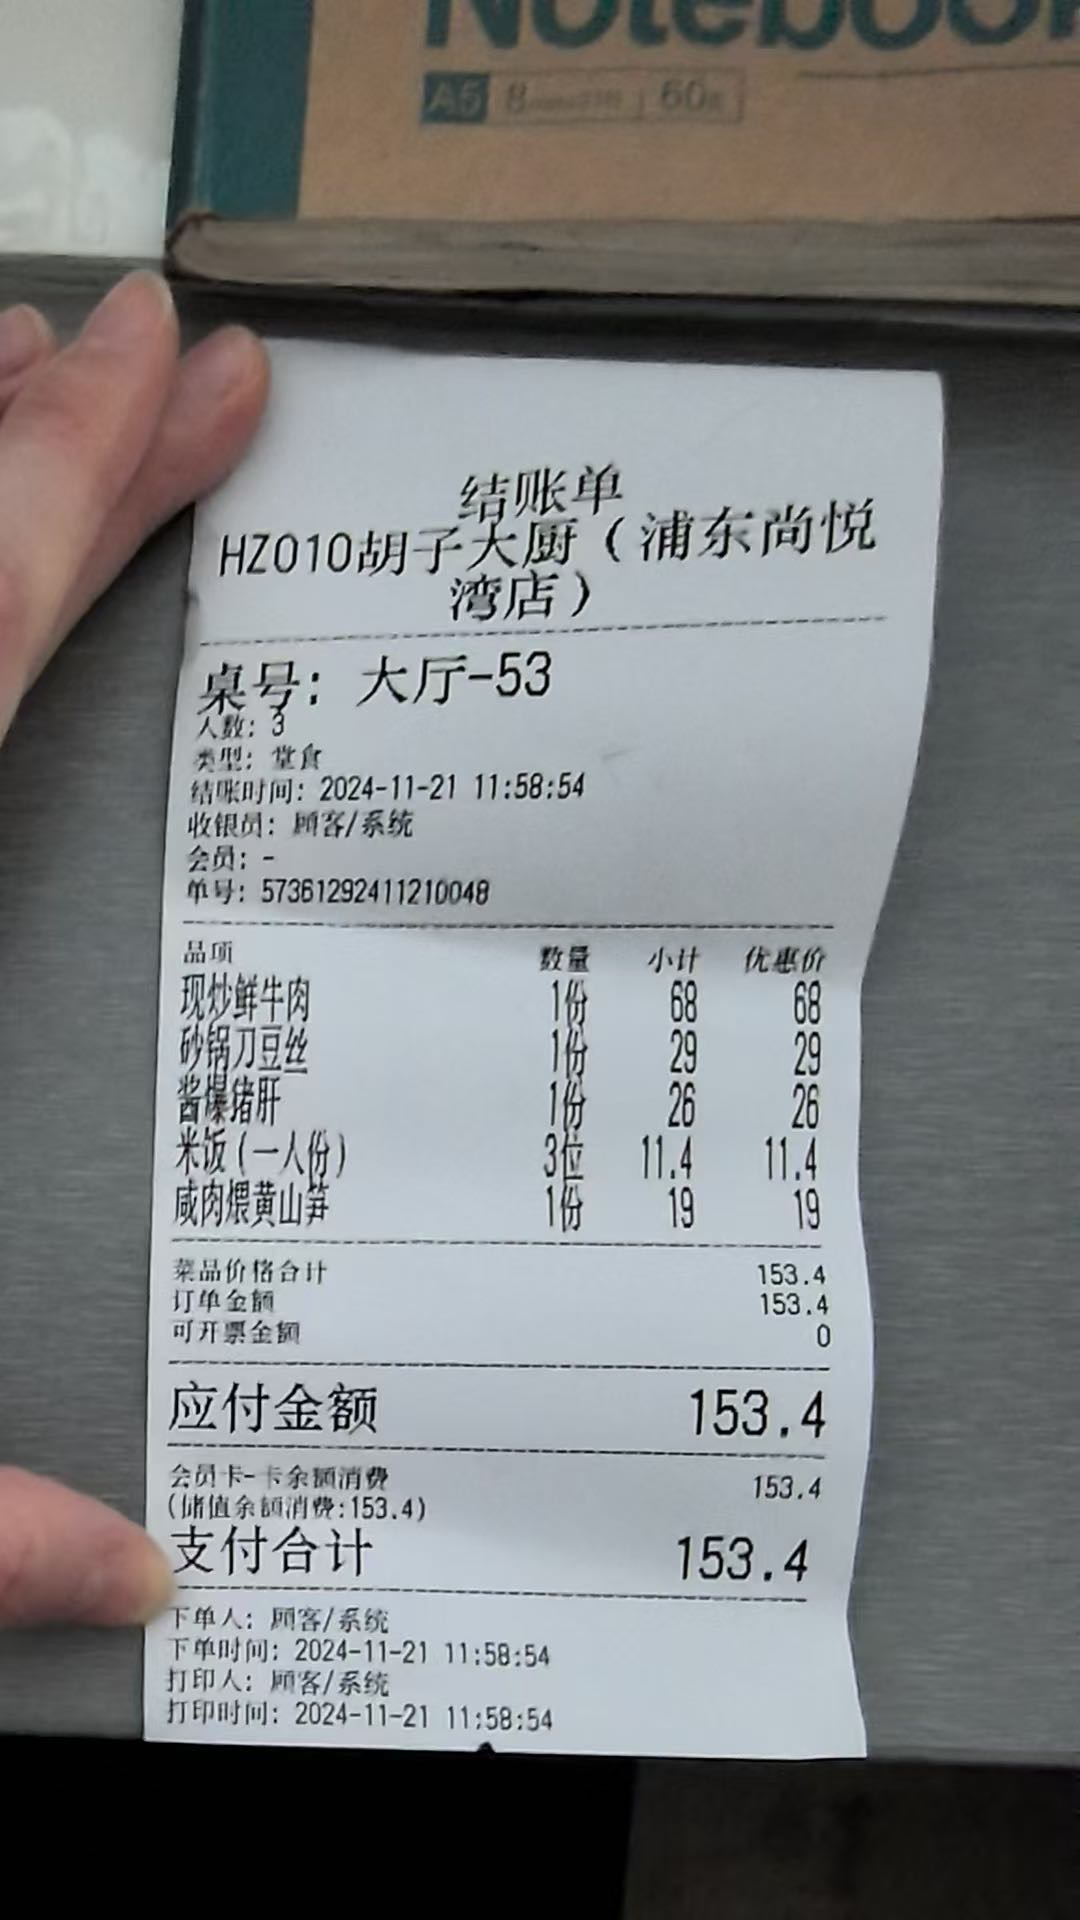 Notebook
A5 8 60
结账单
HZ010胡子大厨(浦东尚悦
湾店)
桌号: 大厅-53
人数: 3
类型: 堂食
结账时间: 2024-11-21 11:58:54
收银员: 顾客/系统
会员: -
单号: 57361292411210048
品项 数量 小计 优惠价
现炒鲜牛肉 1份 68 68
砂锅刀豆丝 1份 29 29
酱爆猪肝 1份 26 26
米饭(一人份) 3位 11.4 11.4
咸肉煨黄山笋 1份 19 19
菜品价格合计 153.4
订单金额 153.4
可开票金额 0
应付金额 153.4
会员卡-卡余额消费 153.4
(储值余额消费:153.4)
支付合计 153.4
下单人: 顾客/系统
下单时间: 2024-11-21 11:58:54
打印人: 顾客/系统
打印时间: 2024-11-21 11:58:54